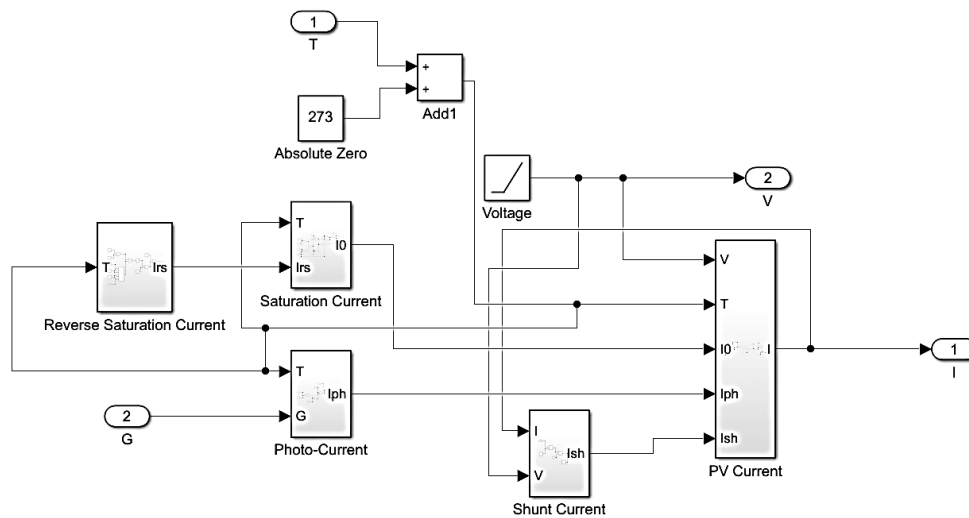 1
T
+
+
Add1
273
Absolute Zero
Voltage
2
V
T
I0
Irs
Saturation Current
T
Irs
Reverse Saturation Current
V
T
I0
I
Iph
Ish
PV Current
1
I
T
Iph
G
Photo-Current
2
G
I
Ish
V
Shunt Current